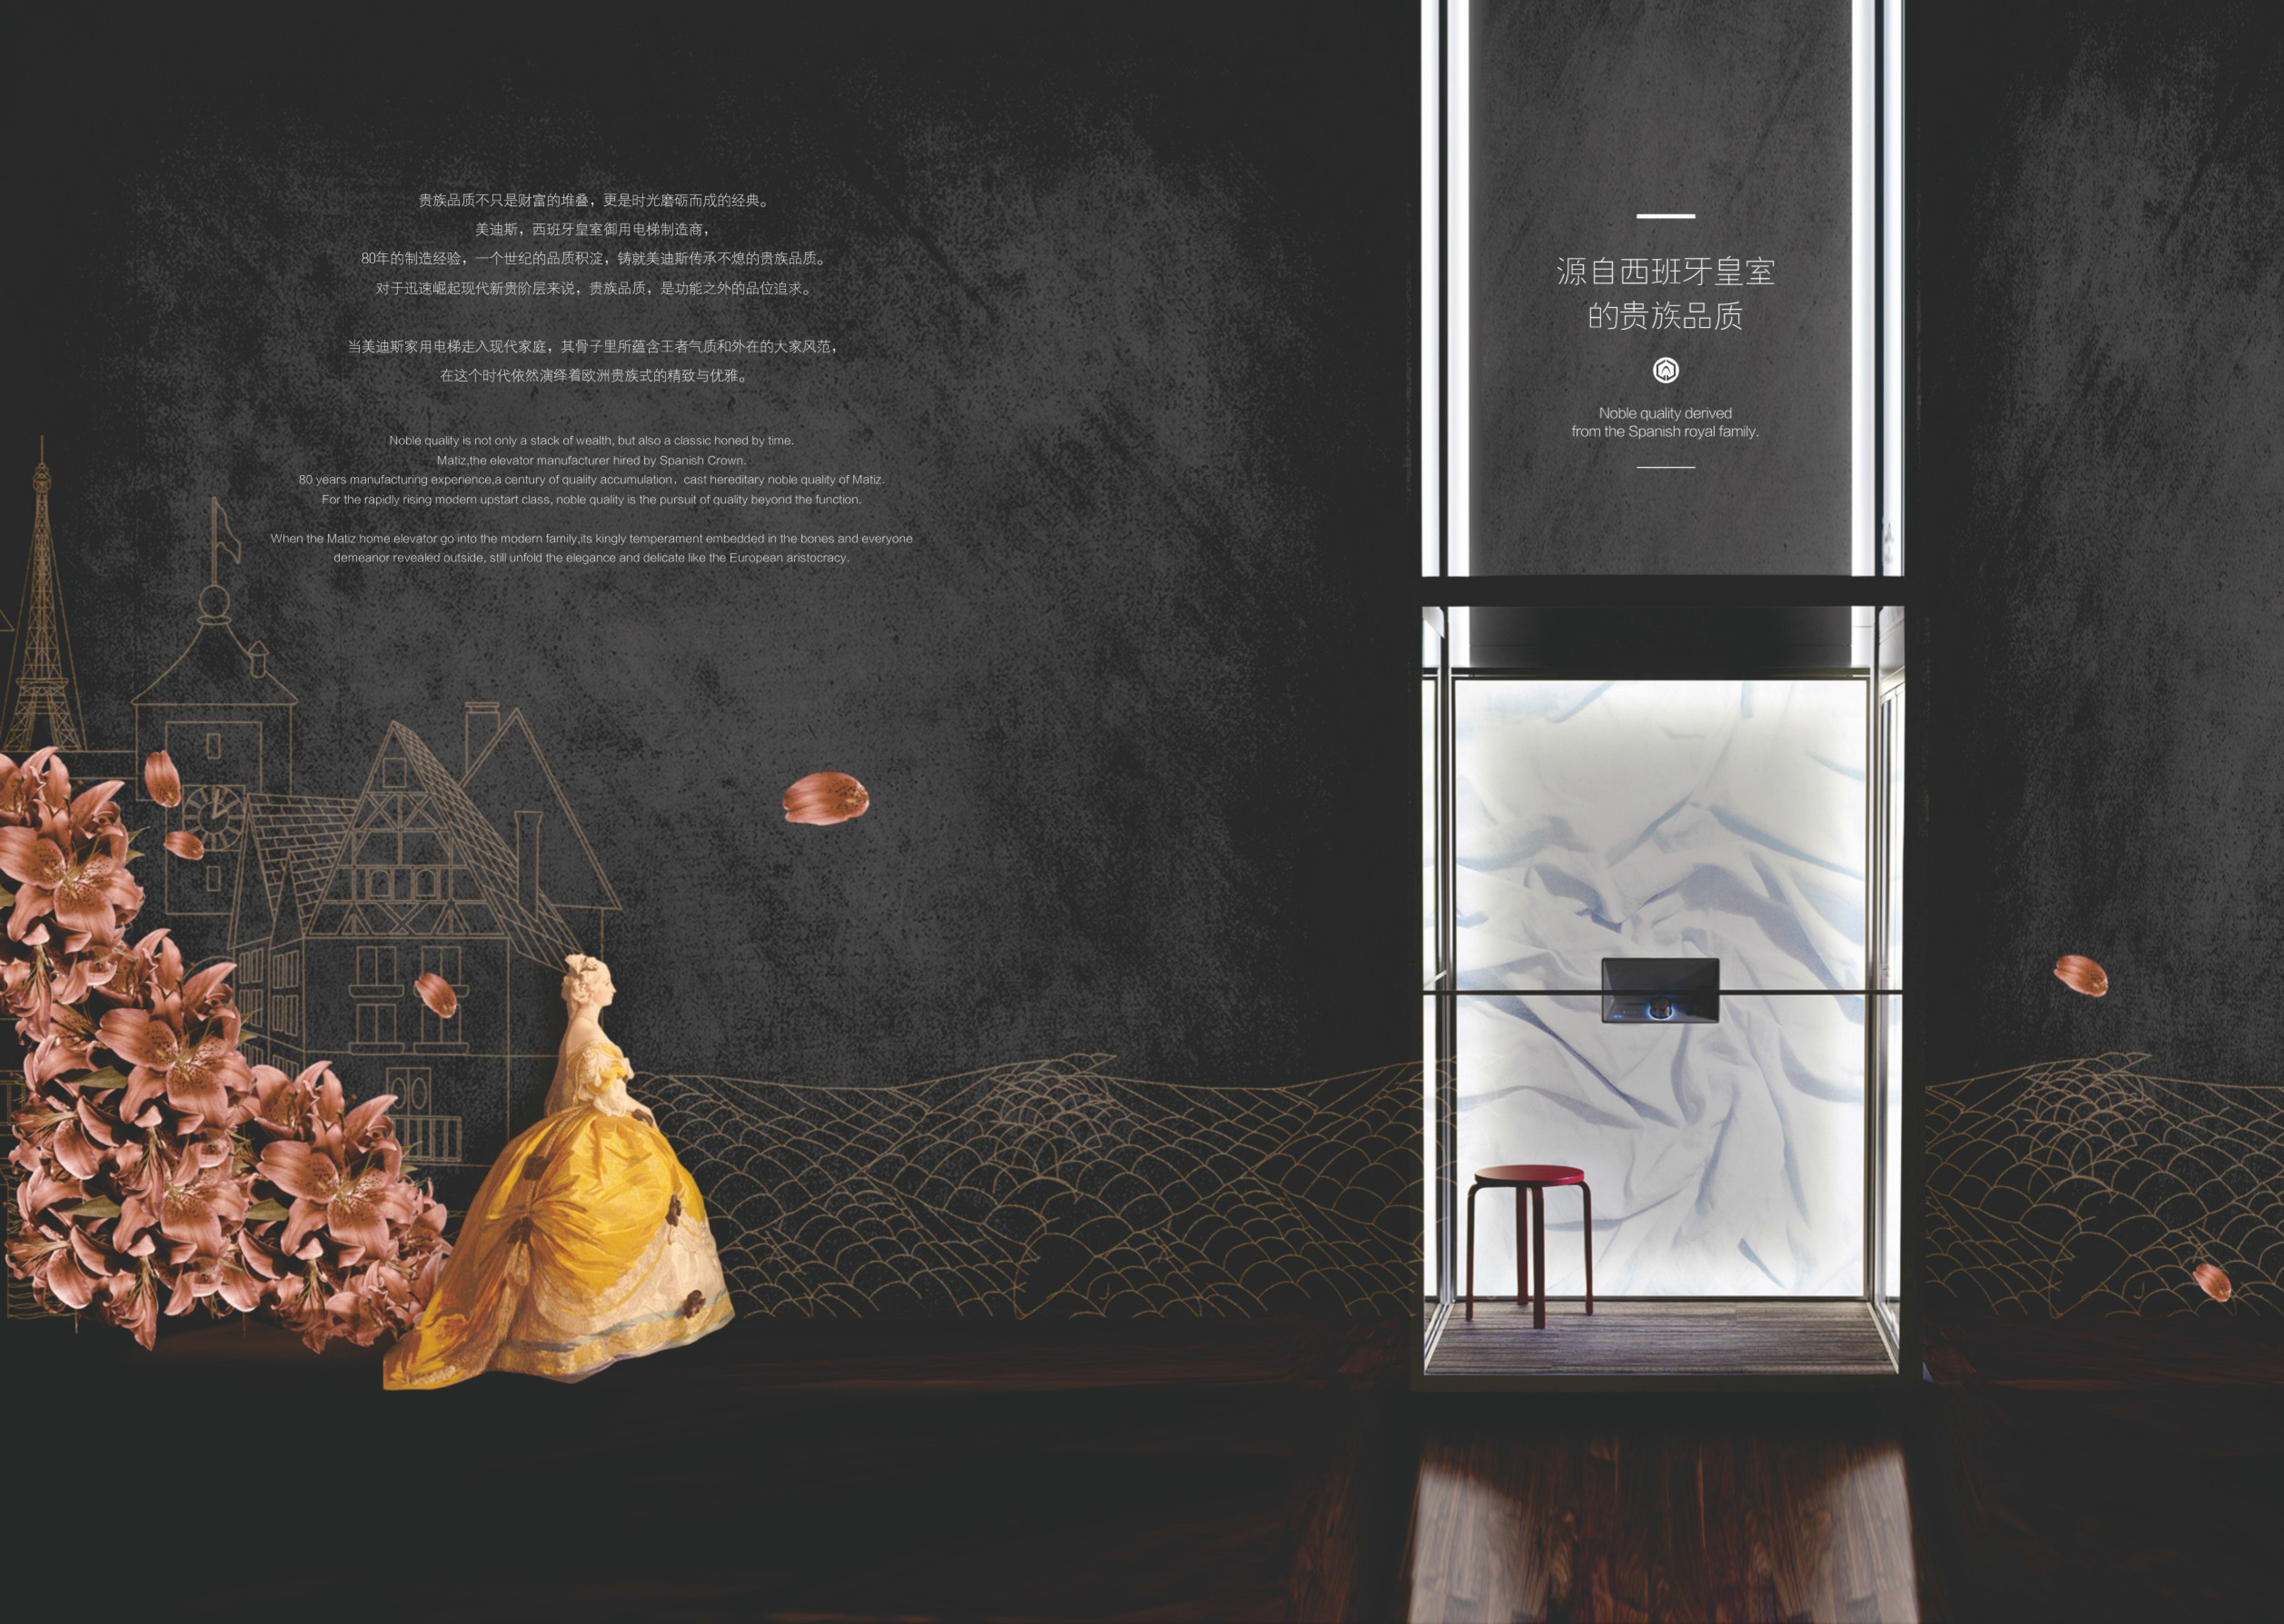 贵族品质不只是财富的堆叠，更是时光磨砺而成的经典。
美迪斯，西班牙皇室御用电梯制造商，
80年的制造经验，一个世纪的品质积淀，铸就美迪斯传承不熄的贵族品质。
对于迅速崛起现代新贵阶层来说，贵族品质，是功能之外的品位追求。
当美迪斯家用电梯走入现代家庭，其骨子里所蕴含王者气质和外在的大家风范，
在这个时代依然演绎着欧洲贵族式的精致与优雅。
Noble quality is not only a stack of wealth, but also a classic honed by time.
Matiz,the elevator manufacturer hired by Spanish Crown.
80 years manufacturing experience,a century of quality accumulation，cast hereditary noble quality of Matiz.
For the rapidly rising modern upstart class, noble quality is the pursuit of quality beyond the function.
When the Matiz home elevator go into the modern family,its kingly temperament embedded in the bones and everyone
demeanor revealed outside, still unfold the elegance and delicate like the European aristocracy.
源自西班牙皇室
的贵族品质
Noble quality derived
from the Spanish royal family.